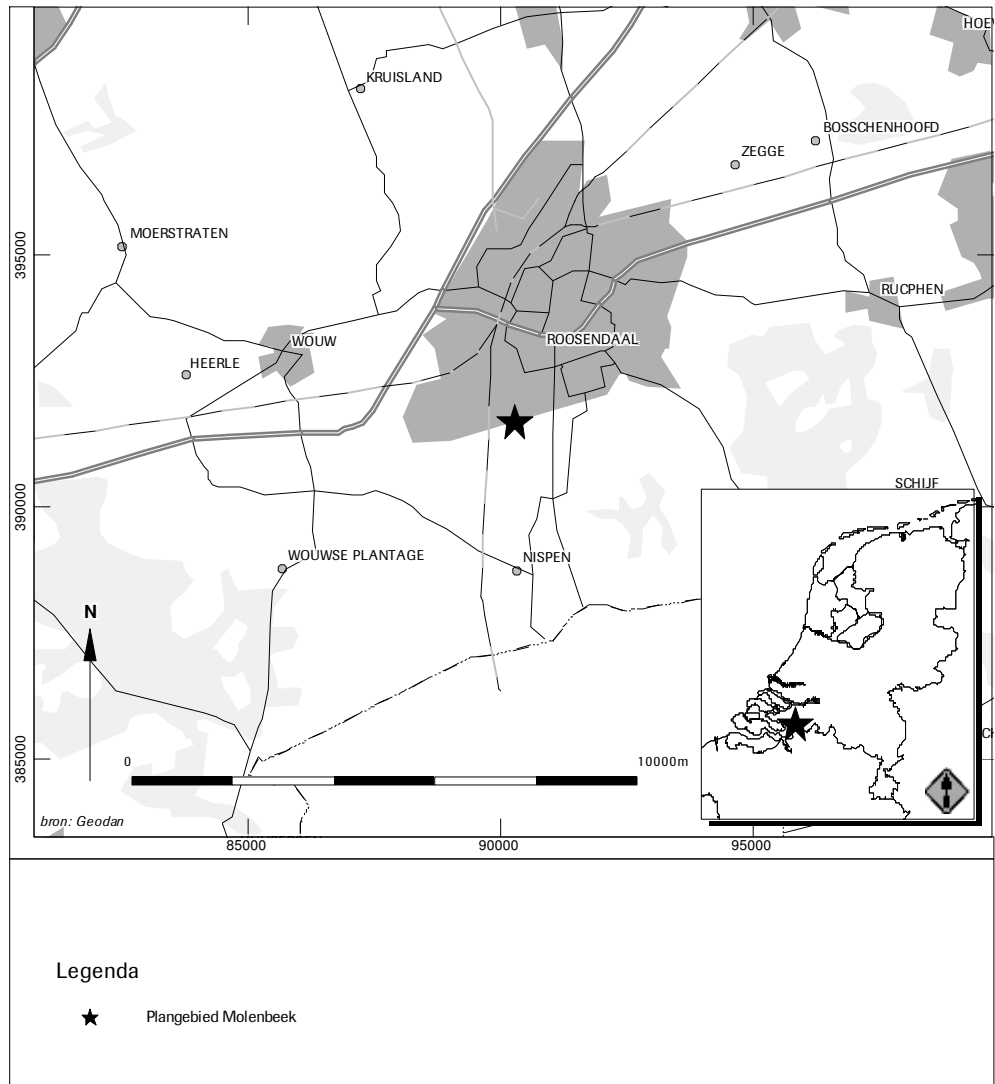 HOE
KRUISLAND
BOSSCHENHOOFD
ZEGGE
MOERSTRATEN
395000
RUCPHEN
WOUW
ROOSENDAAL
HEERLE
SCHIJF
390000
WOUWSE PLANTAGE
NISPEN
N
385000
0
10000m
bron: Geodan
85000
90000
95000
Legenda
Plangebied Molenbeek